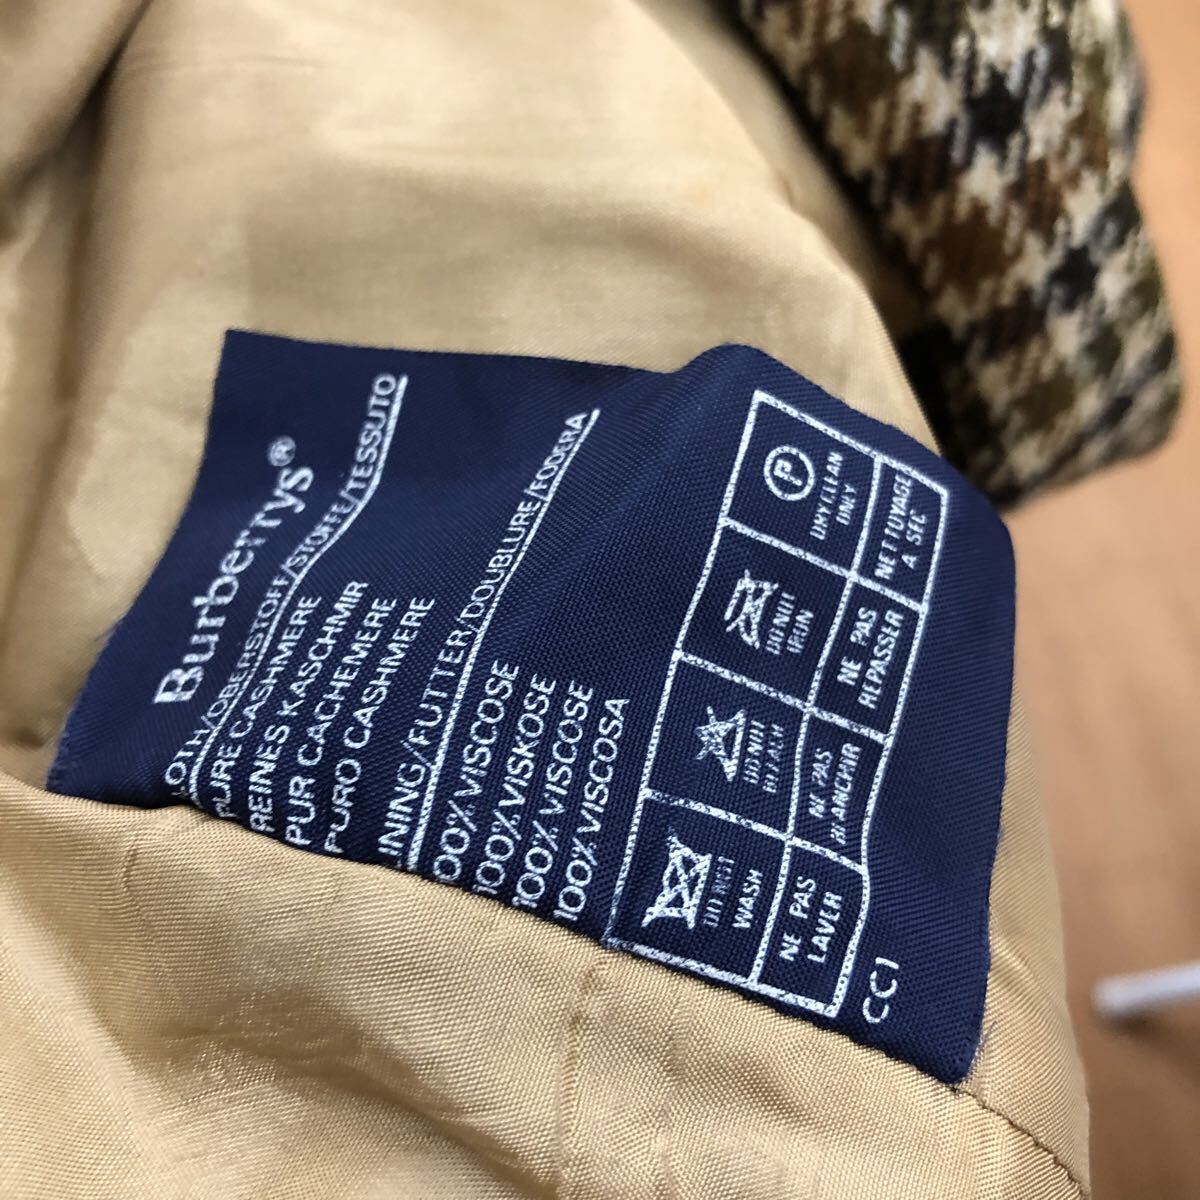 Burberrys®
CLOTH/OBERSTOFF/STOFFE/TESSUTO
PURE CASHMERE
REINES KASCHMIR
PUR CACHEMERE
PURO CASHMERE
LINING/FUTTER/DOUBLURE/FODERA
100% VISCOSE
100% VISKOSE
100% VISCOSE
100% VISCOSA
DO NOT
WASH
NE PAS
LAVER
DO NOT
BLEACH
NE PAS
BLANCHIR
DO NOT
IRON
NE PAS
REPASSER
P
DRYCLEAN
ONLY
NETTOYAGE
A SEC
CC1